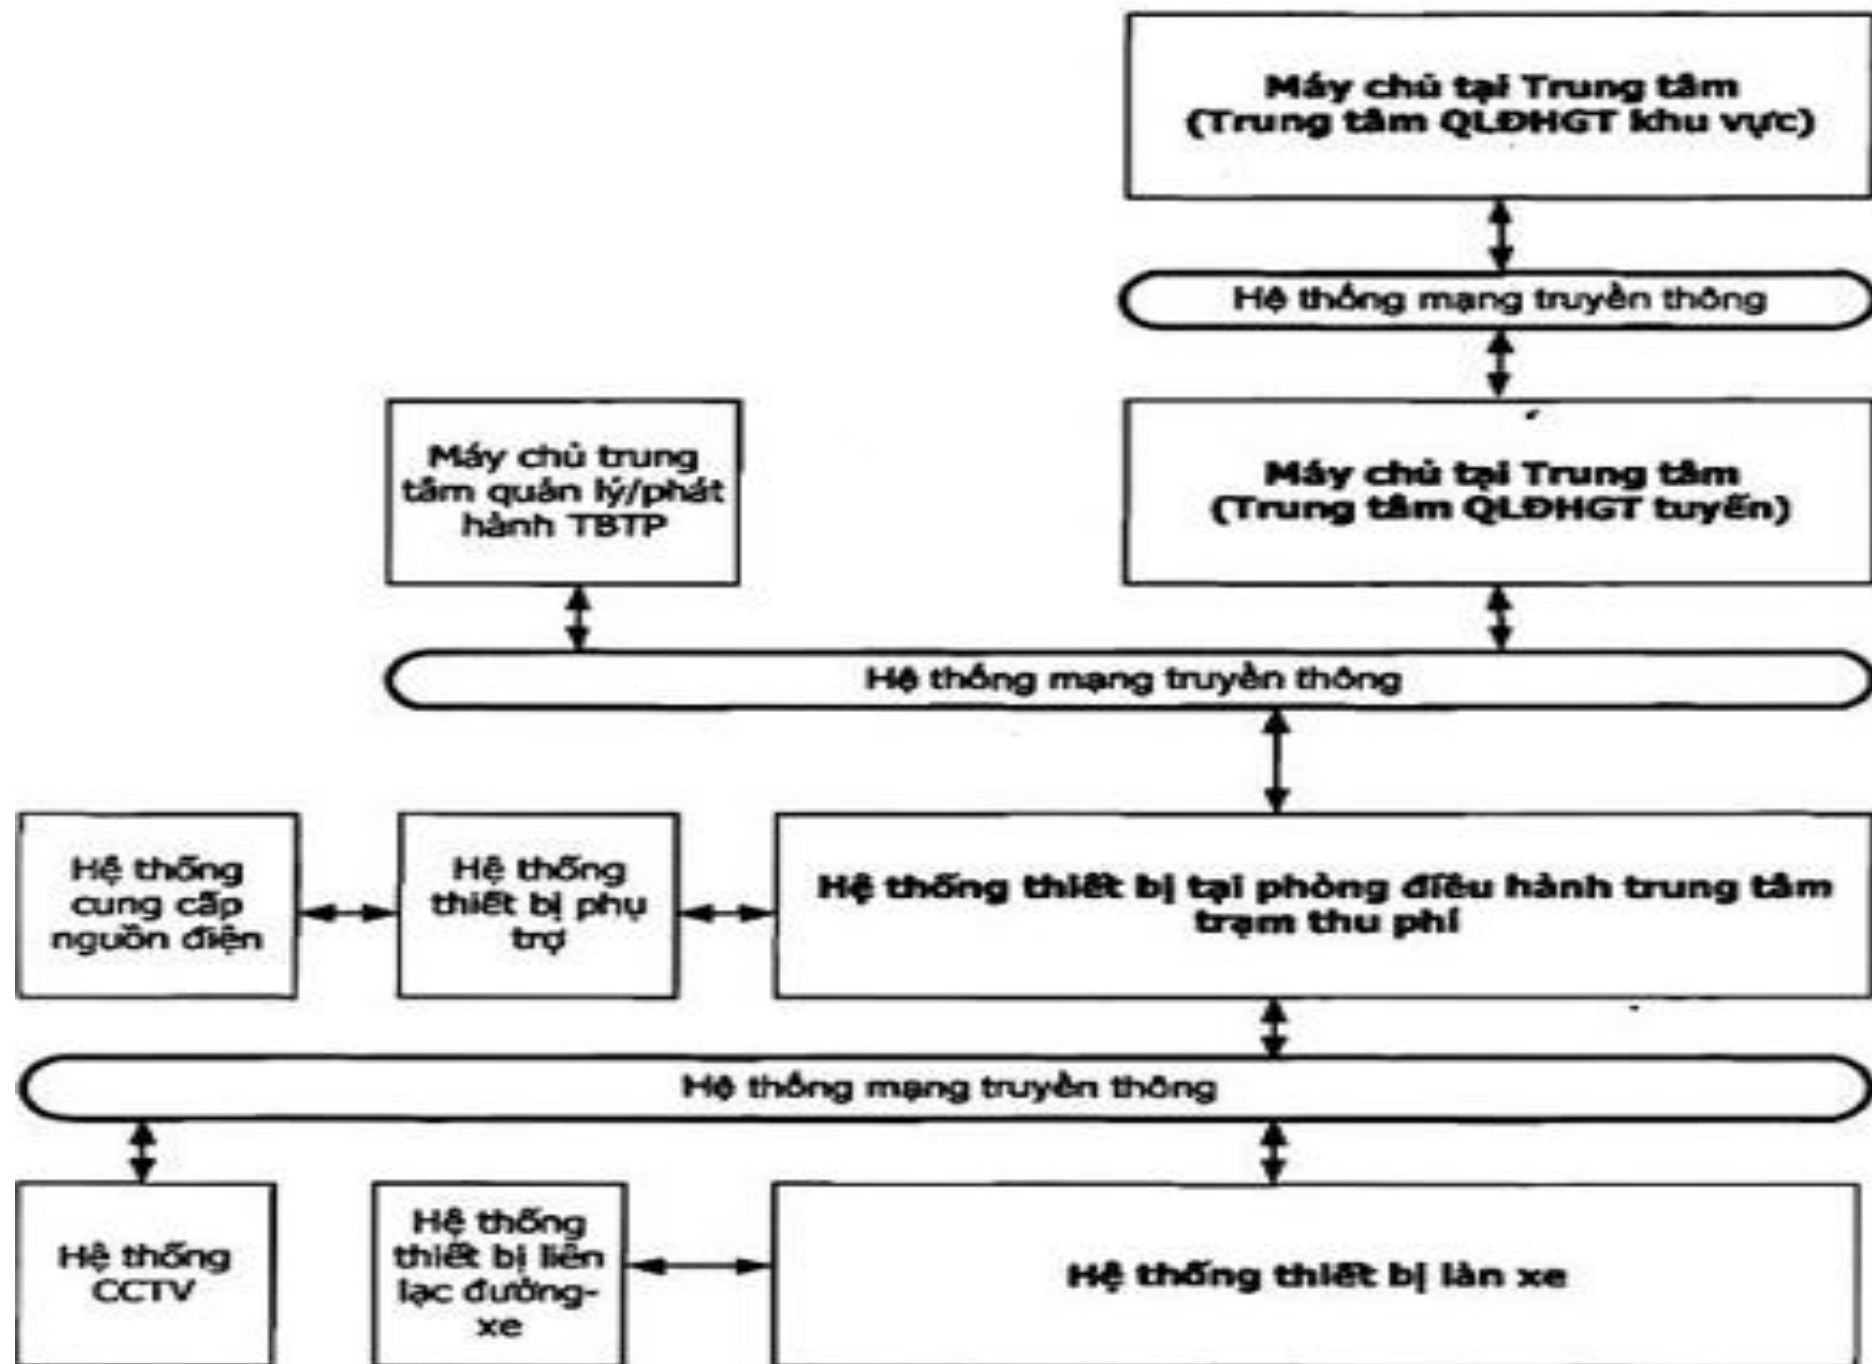 Máy chủ tại Trung tâm
(Trung tâm QLĐHGT khu vực)
Hệ thống mạng truyền thông
Máy chủ trung
tâm quản lý/phát
hành TBTP
Máy chủ tại Trung tâm
(Trung tâm QLĐHGT tuyến)
Hệ thống mạng truyền thông
Hệ thống
cung cấp
nguồn điện
Hệ thống
thiết bị phụ
trợ
Hệ thống thiết bị tại phòng điều hành trung tâm
trạm thu phí
Hệ thống mạng truyền thông
Hệ thống
CCTV
Hệ thống
thiết bị liên
lạc đường-
xe
Hệ thống thiết bị làn xe